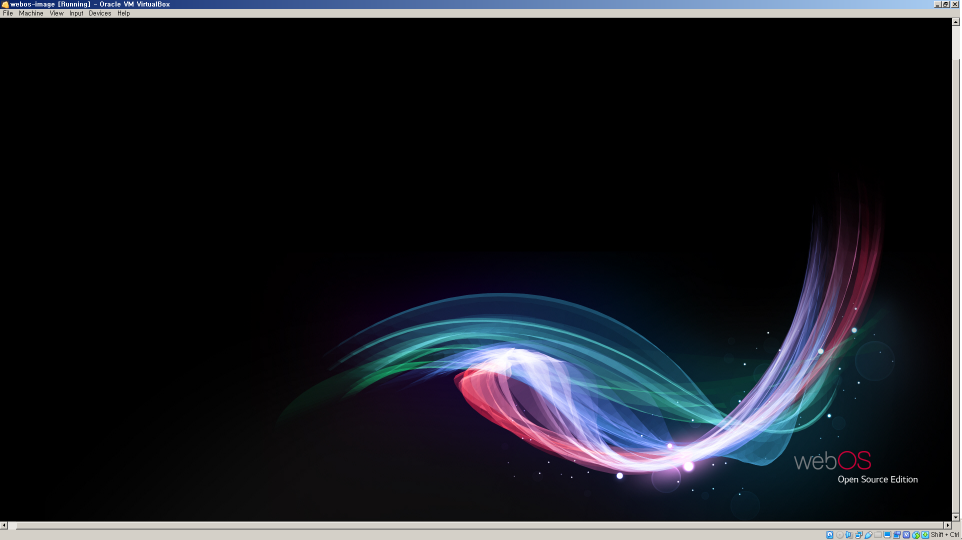 webos-image [Running] - Oracle VM VirtualBox
File Machine View Input Devices Help
webOS
Open Source Edition
Shift + Ctrl